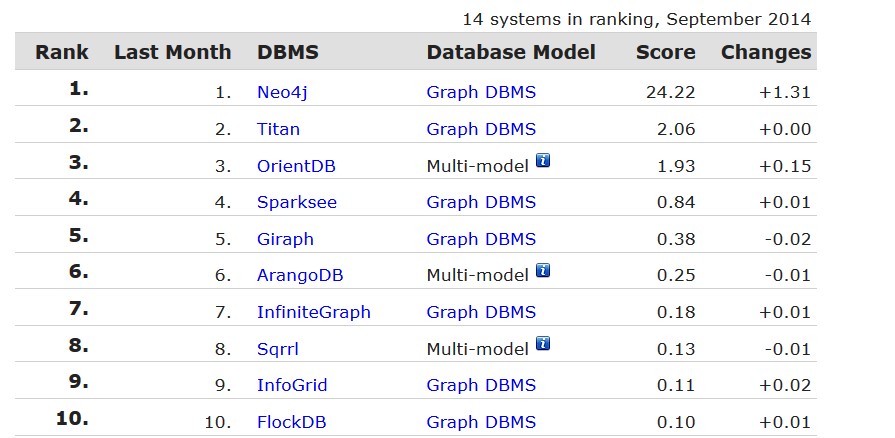 14 systems in ranking, September 2014
Rank Last Month DBMS Database Model Score Changes
1. 1. Neo4j Graph DBMS 24.22 +1.31
2. 2. Titan Graph DBMS 2.06 +0.00
3. 3. OrientDB Multi-model i 1.93 +0.15
4. 4. Sparksee Graph DBMS 0.84 +0.01
5. 5. Giraph Graph DBMS 0.38 -0.02
6. 6. ArangoDB Multi-model i 0.25 -0.01
7. 7. InfiniteGraph Graph DBMS 0.18 +0.01
8. 8. Sqrrl Multi-model i 0.13 -0.01
9. 9. InfoGrid Graph DBMS 0.11 +0.02
10. 10. FlockDB Graph DBMS 0.10 +0.01